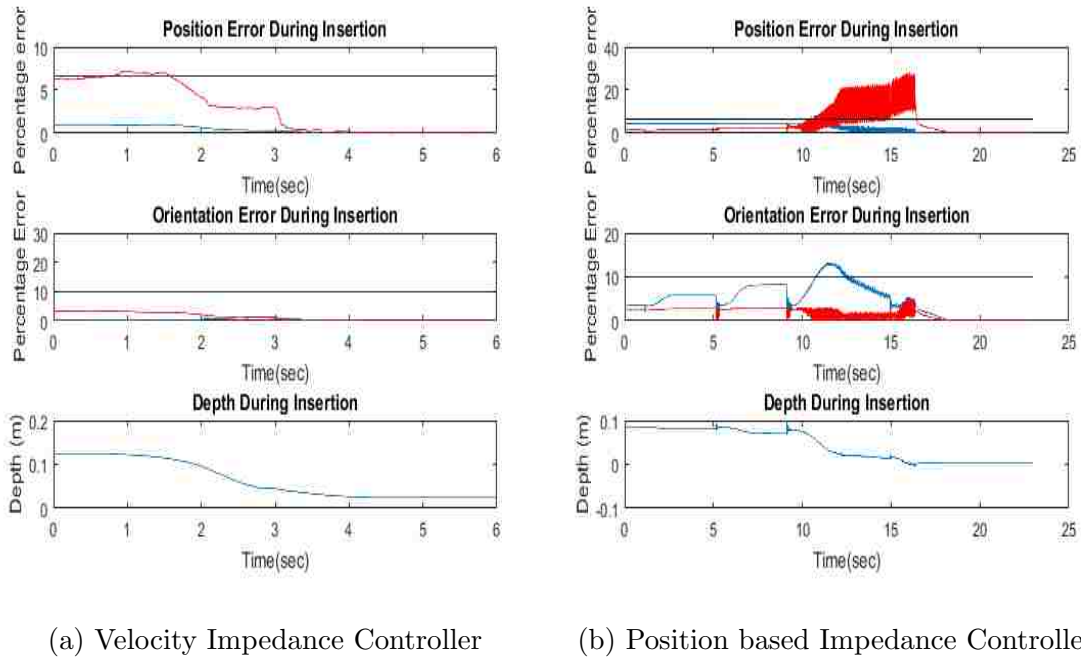 Position Error During Insertion
Percentage error
10
5
0
0 1 2 3 4 5 6
Time(sec)
Orientation Error During Insertion
Percentage Error
30
20
10
0
0 1 2 3 4 5 6
Time(sec)
Depth During Insertion
Depth (m)
0.2
0.1
0
0 1 2 3 4 5 6
Time(sec)
(a) Velocity Impedance Controller
Position Error During Insertion
Percentage error
40
20
0
0 5 10 15 20 25
Time(sec)
Orientation Error During Insertion
Percentage Error
20
10
0
0 5 10 15 20 25
Time(sec)
Depth During Insertion
Depth (m)
0.1
0
-0.1
0 5 10 15 20 25
Time(sec)
(b) Position based Impedance Controlle